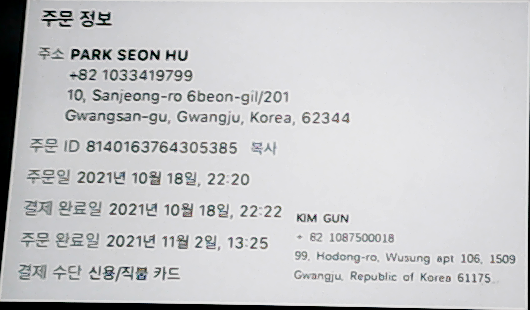 주문 정보
주소 PARK SEON HU
+82 1033419799
10, Sanjeong-ro 6beon-gil/201
Gwangsan-gu, Gwangju, Korea, 62344
주문 ID 8140163764305385 복사
주문일 2021년 10월 18일, 22:20
결제 완료일 2021년 10월 18일, 22:22
주문 완료일 2021년 11월 2일, 13:25
결제 수단 신용/직불 카드
KIM GUN
+ 82 1087500018
99, Hodong-ro, Wusung apt 106, 1509
Gwangju, Republic of Korea 61175..